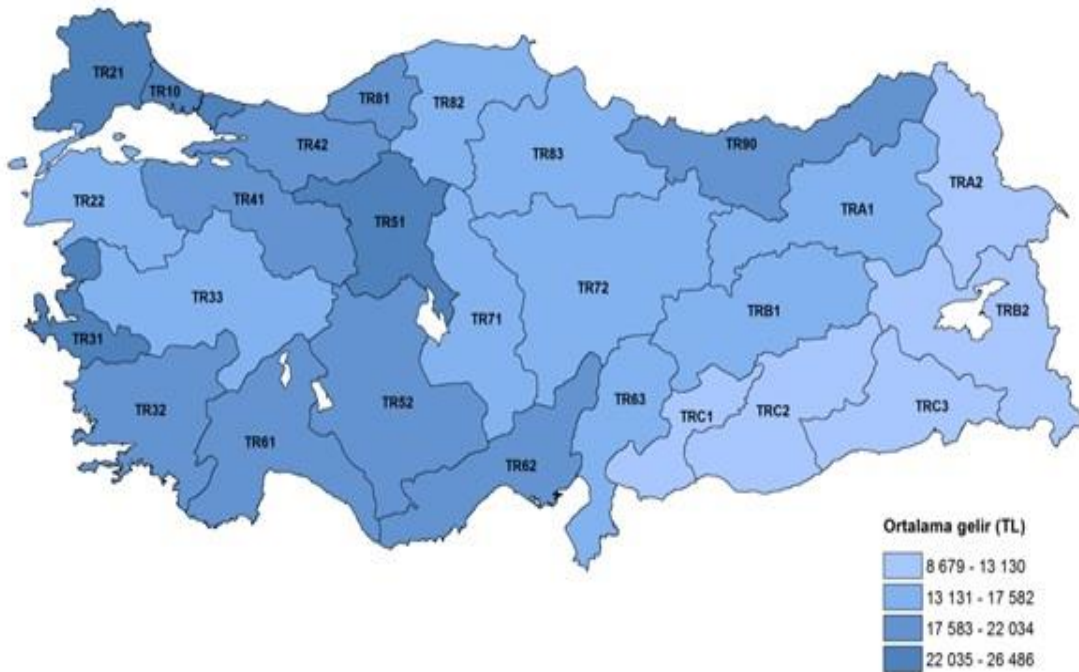 TR21
TR10
TR81
TR82
TR42
TR83
TR90
TRA2
TR22
TR41
TR51
TRA1
TR33
TR71
TR72
TRB1
TRB2
TR31
TR32
TR52
TR63
TRC1
TRC2
TRC3
TR61
TR62
Ortalama gelir (TL)
8 679 - 13 130
13 131 - 17 582
17 583 - 22 034
22 035 - 26 486